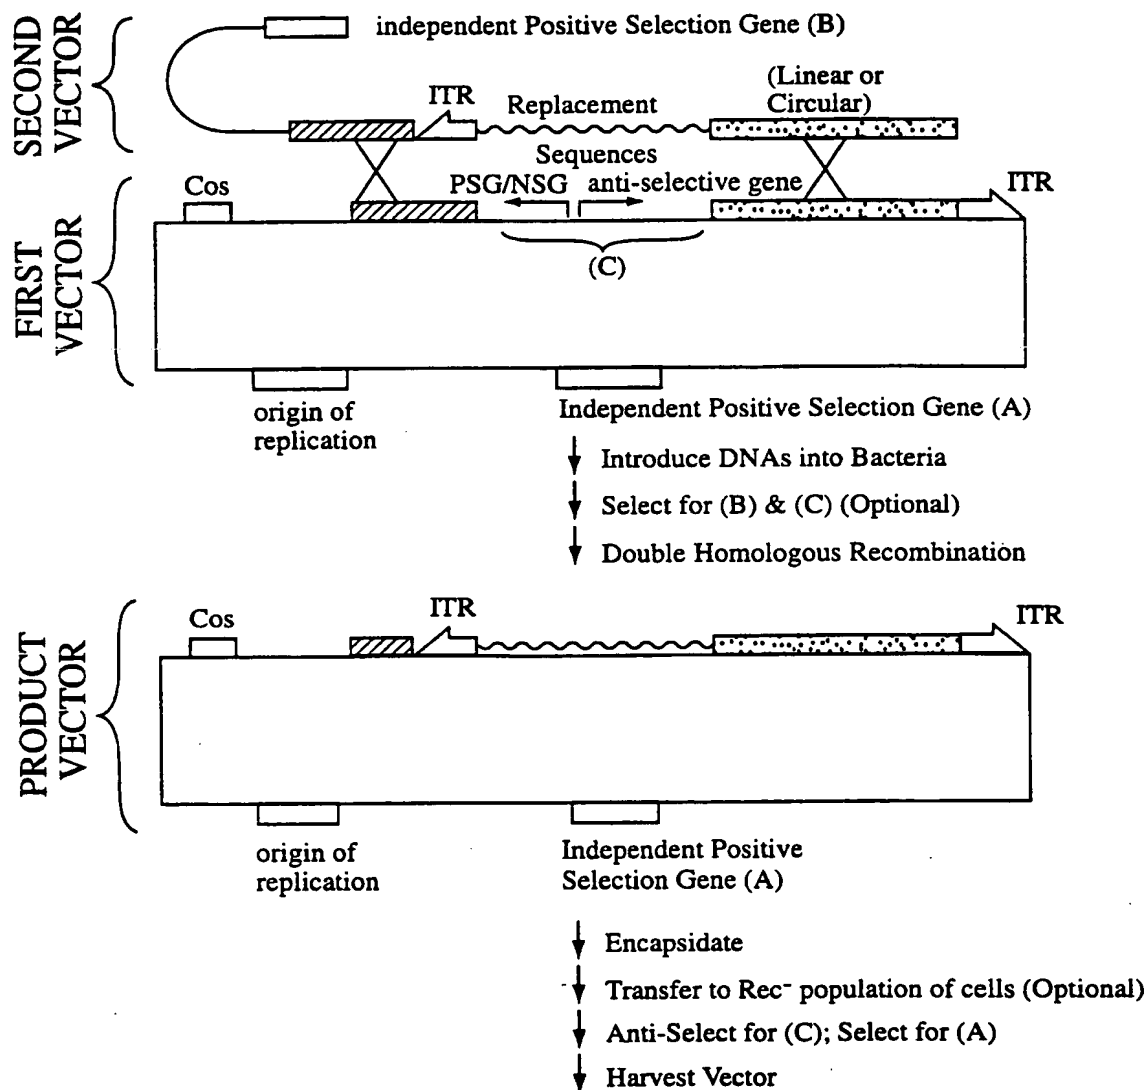 SECOND
VECTOR
independent Positive Selection Gene (B)
(Linear or
Circular)
ITR
Replacement
Sequences
PSG/NSG
anti-selective gene
Cos
ITR
FIRST
VECTOR
(C)
origin of
replication
Independent Positive Selection Gene (A)
Introduce DNAs into Bacteria
Select for (B) & (C) (Optional)
Double Homologous Recombination
PRODUCT
VECTOR
Cos
ITR
ITR
origin of
replication
Independent Positive
Selection Gene (A)
Encapsidate
Transfer to Rec⁻ population of cells (Optional)
Anti-Select for (C); Select for (A)
Harvest Vector